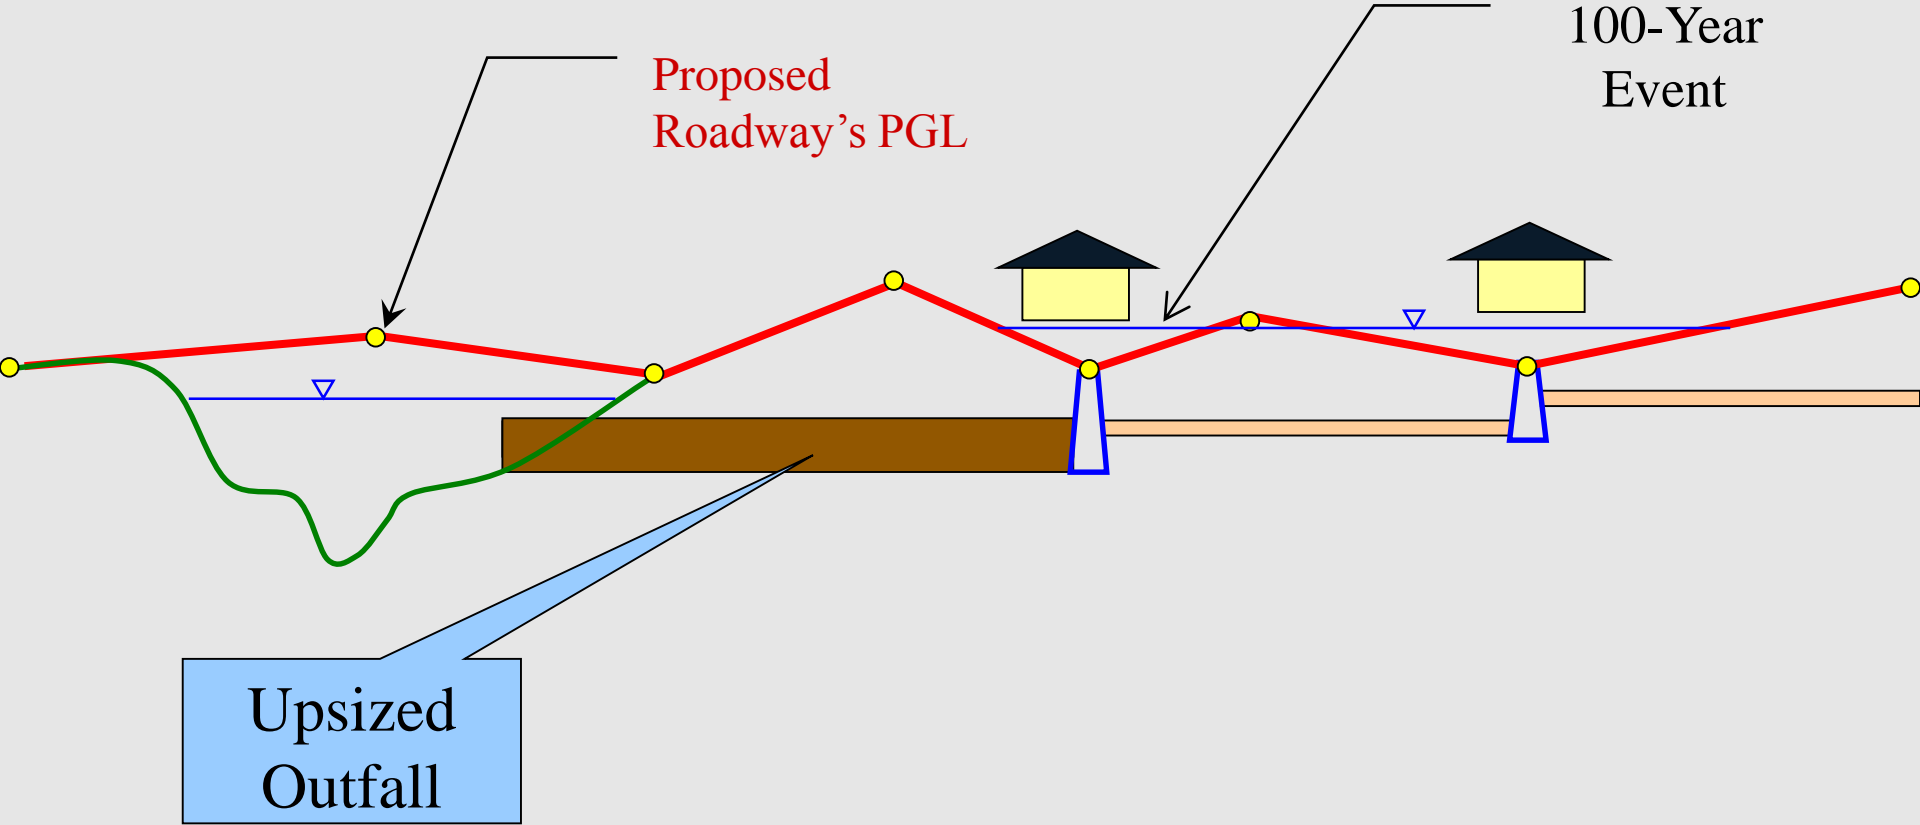 Proposed
Roadway’s PGL
100-Year
Event
Upsized
Outfall